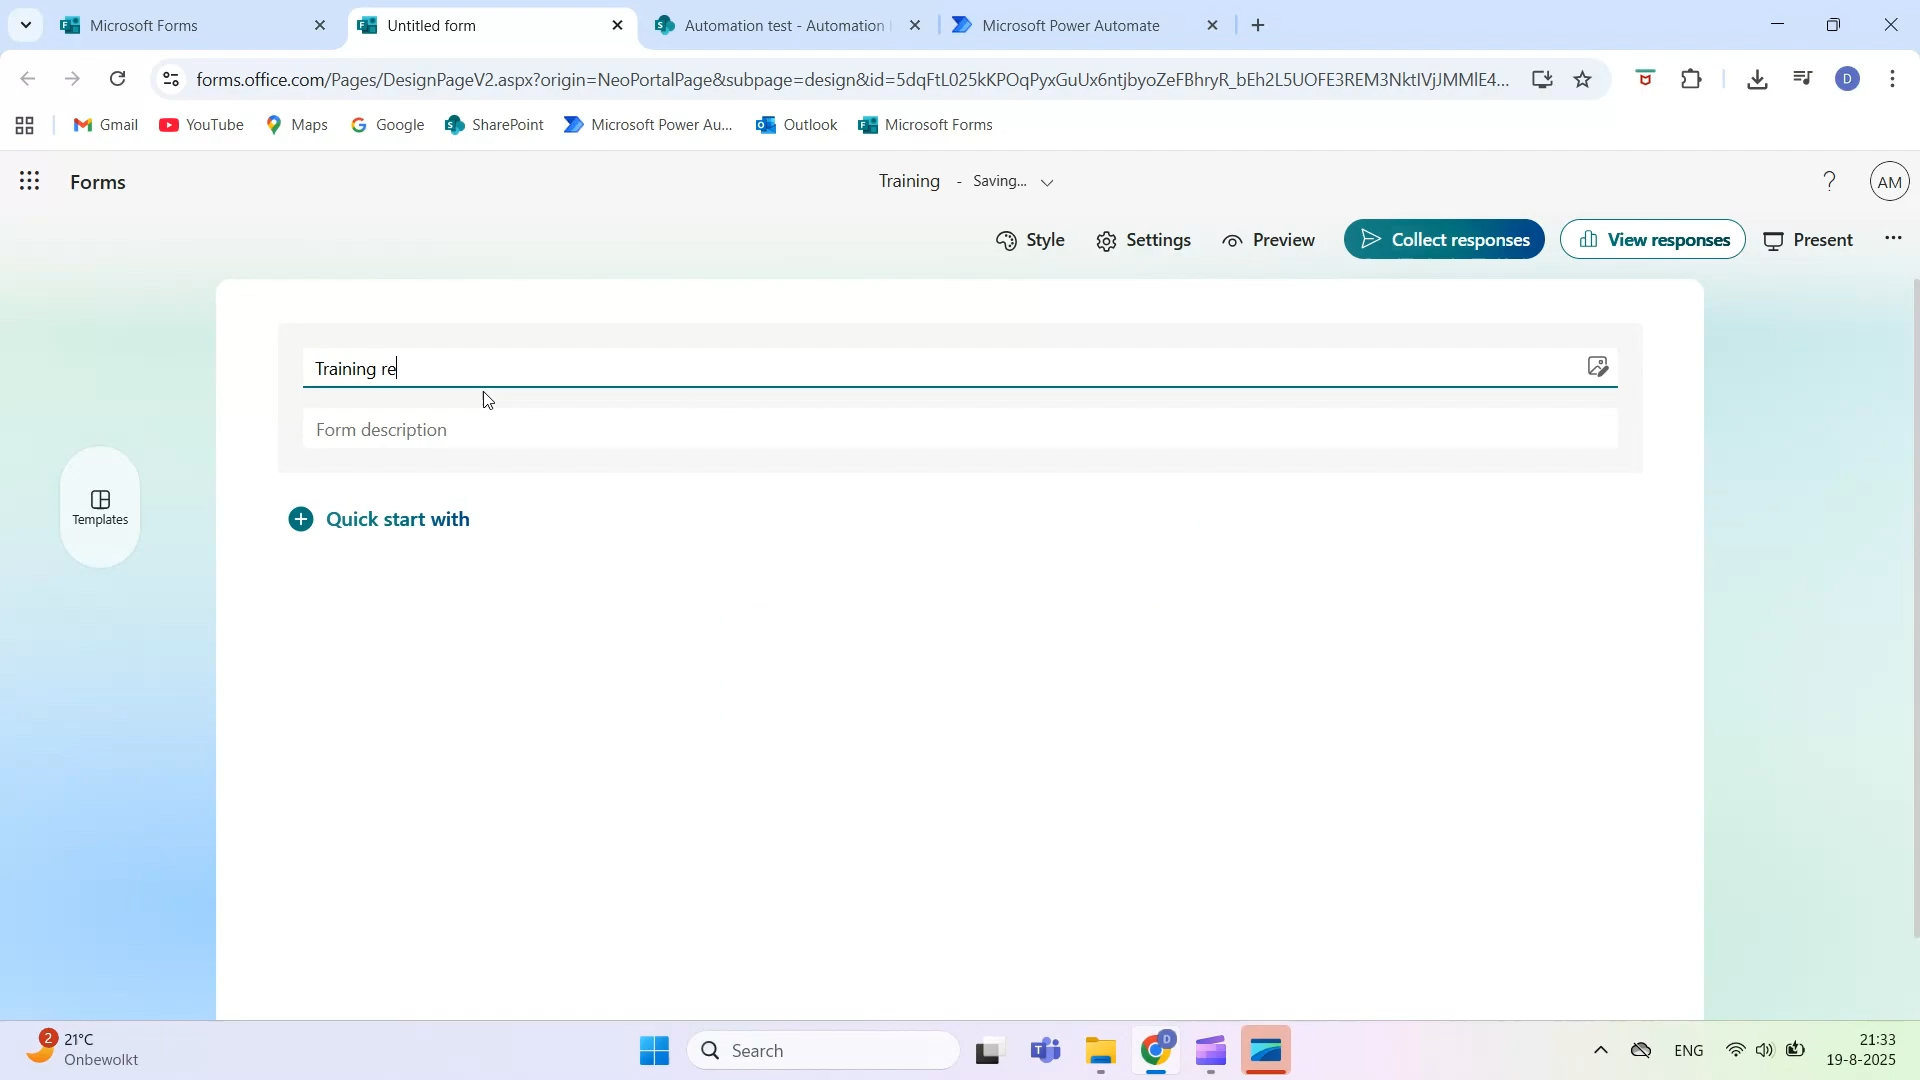 Microsoft Forms
Untitled form
Automation test - Automation
Microsoft Power Automate
forms.office.com/Pages/DesignPageV2.aspx?origin=NeoPortalPage&subpage=design&id=5dqFtL025kKPOqPyxGuUx6ntjbyoZeFBhryR_bEh2L5UOFE3REM3NktIVjJMMlE4...
D
Gmail
YouTube
Maps
Google
SharePoint
Microsoft Power Au...
Outlook
Microsoft Forms
Forms
Training - Saving...
?
AM
Style
Settings
Preview
Collect responses
View responses
Present
Training re
Form description
Templates
Quick start with
2
21°C
Onbewolkt
Search
D
ENG
21:33
19-8-2025